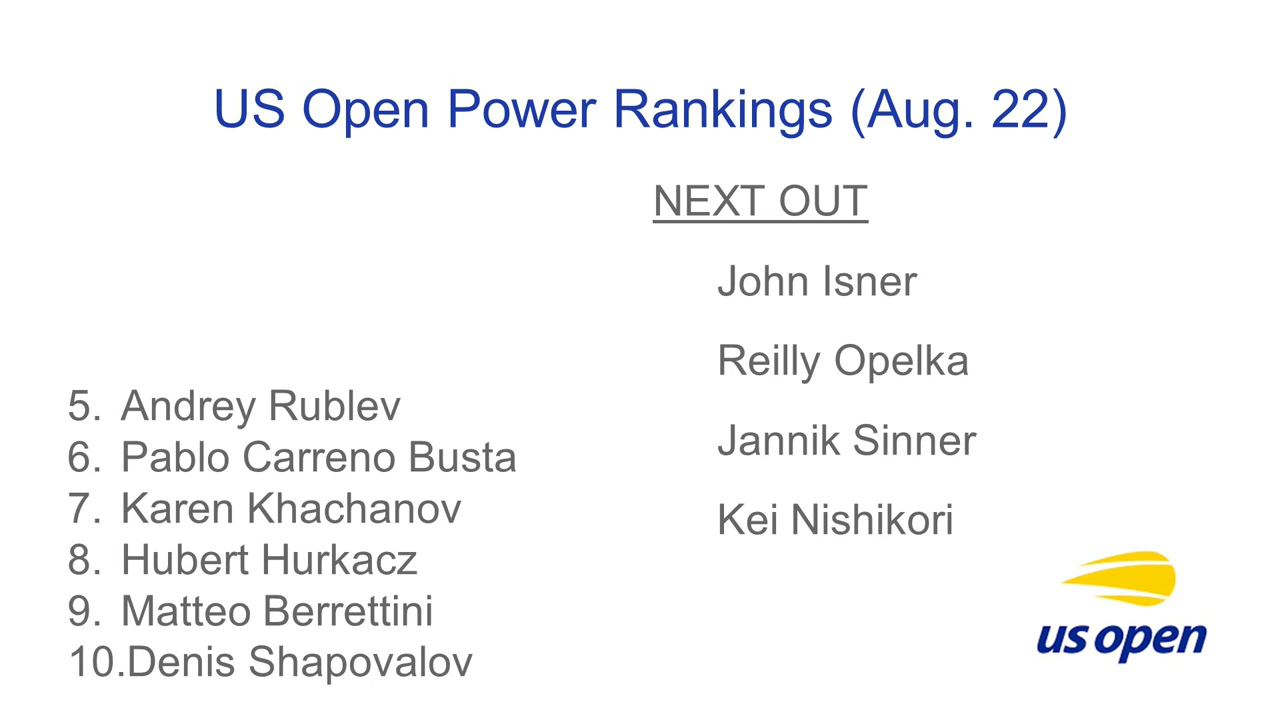 US Open Power Rankings (Aug. 22)
NEXT OUT
John Isner
Reilly Opelka
Jannik Sinner
Kei Nishikori
5. Andrey Rublev
6. Pablo Carreno Busta
7. Karen Khachanov
8. Hubert Hurkacz
9. Matteo Berrettini
10.Denis Shapovalov
us open